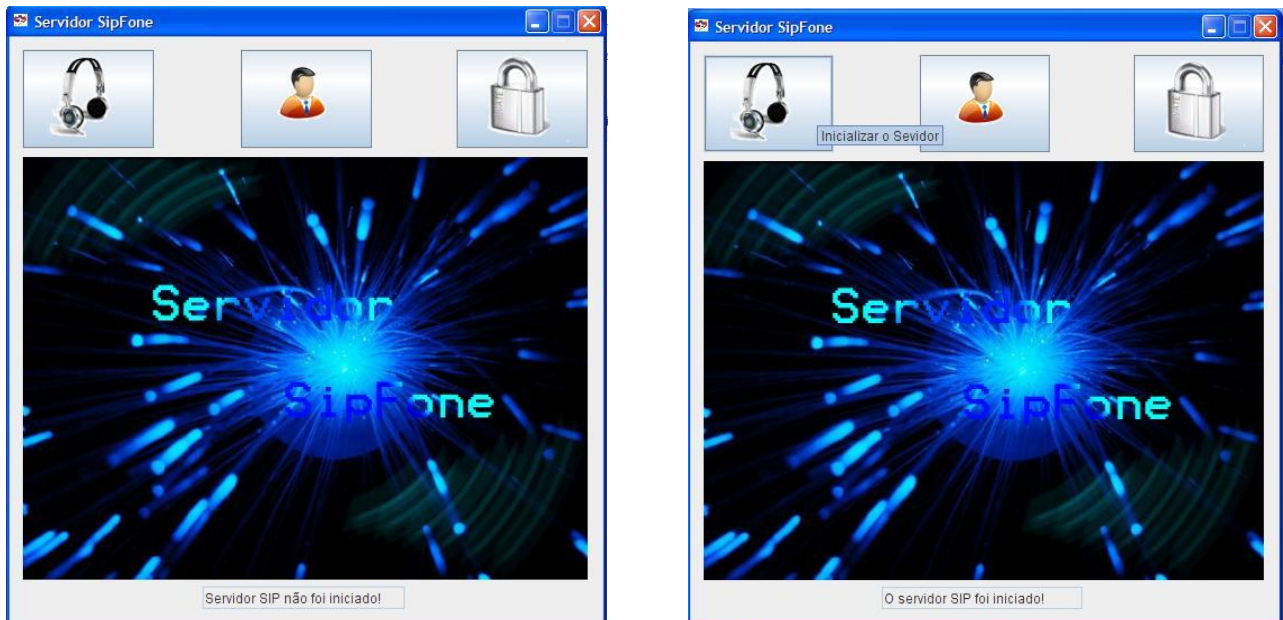 Servidor SipFone
Servidor
SipFone
Servidor SIP não foi iniciado!
Servidor SipFone
Inicializar o Sevidor
Servidor
SipFone
O servidor SIP foi iniciado!